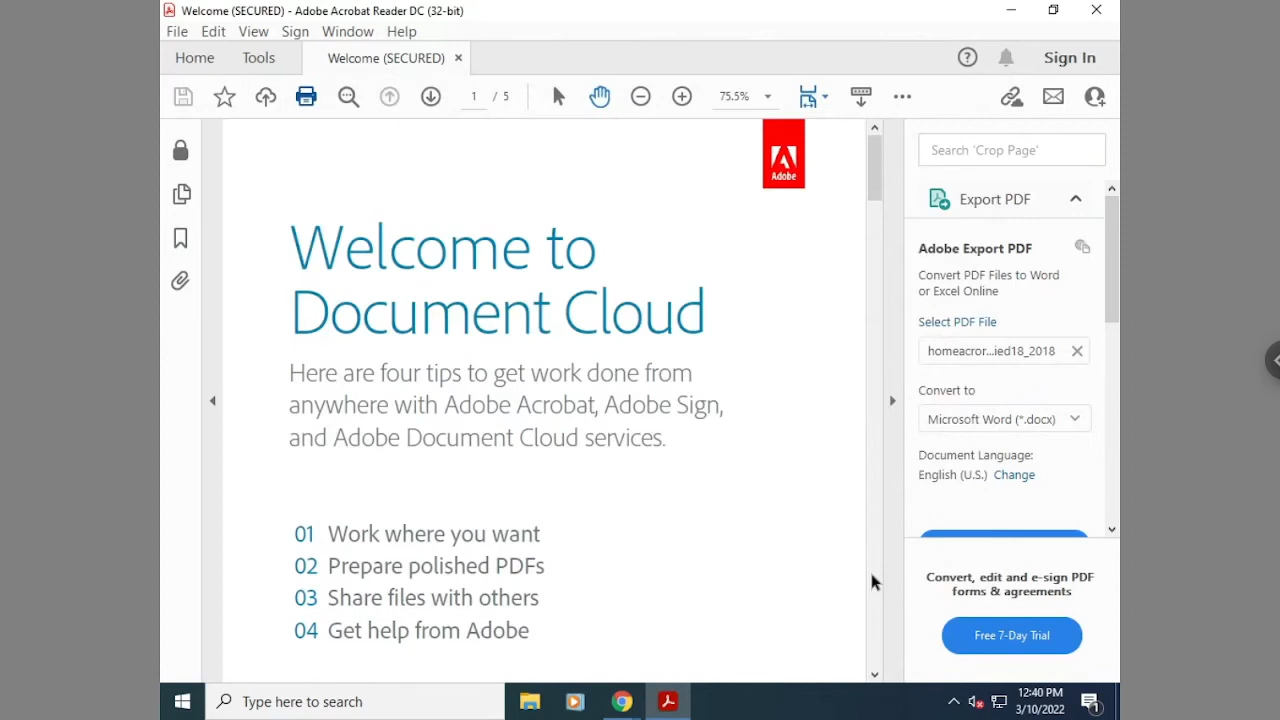 Welcome (SECURED) - Adobe Acrobat Reader DC (32-bit)
File Edit View Sign Window Help
Home Tools Welcome (SECURED) Sign In
1 / 5 75.5%
Search 'Crop Page'
Adobe
Export PDF
Welcome to
Document Cloud
Adobe Export PDF
Convert PDF Files to Word
or Excel Online
Select PDF File
homeacror...ied18_2018
Here are four tips to get work done from
anywhere with Adobe Acrobat, Adobe Sign,
and Adobe Document Cloud services.
Convert to
Microsoft Word (*.docx)
Document Language:
English (U.S.) Change
01 Work where you want
02 Prepare polished PDFs
03 Share files with others
04 Get help from Adobe
Convert, edit and e-sign PDF
forms & agreements
Free 7-Day Trial
Type here to search
12:40 PM
3/10/2022
1